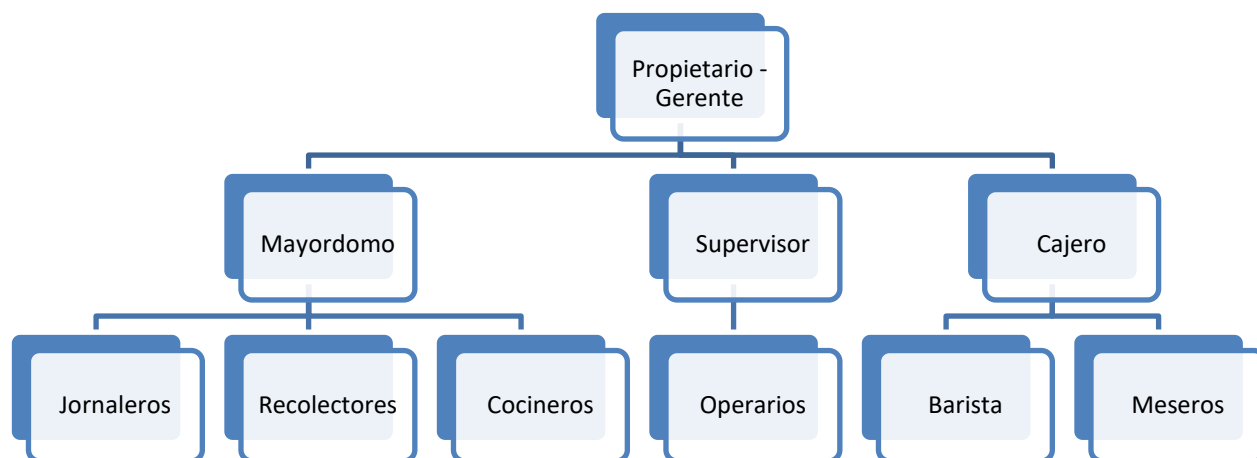 Propietario -
Gerente
Mayordomo
Supervisor
Cajero
Jornaleros
Recolectores
Cocineros
Operarios
Barista
Meseros